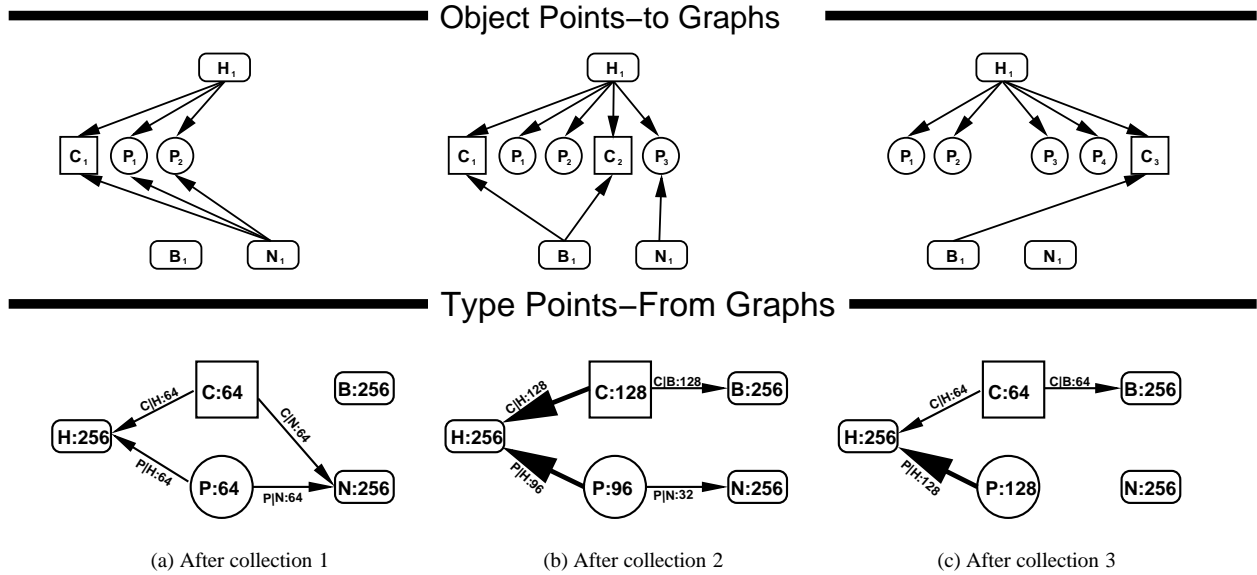 Object Points–to Graphs
H1 H1 H1
C1 P1 P2 C1 P1 P2 C2 P3 P1 P2 P3 P4 C3
B1 N1 B1 N1 B1 N1
Type Points–From Graphs
C:64 B:256 C:128 C|B:128 B:256 C:64 C|B:64 B:256
C|H:64 C|N:64 C|H:128 C|H:64
H:256 H:256 H:256
P|H:64 P|H:96 P|H:128
P:64 P|N:64 N:256 P:96 P|N:32 N:256 P:128 N:256
(a) After collection 1 (b) After collection 2 (c) After collection 3